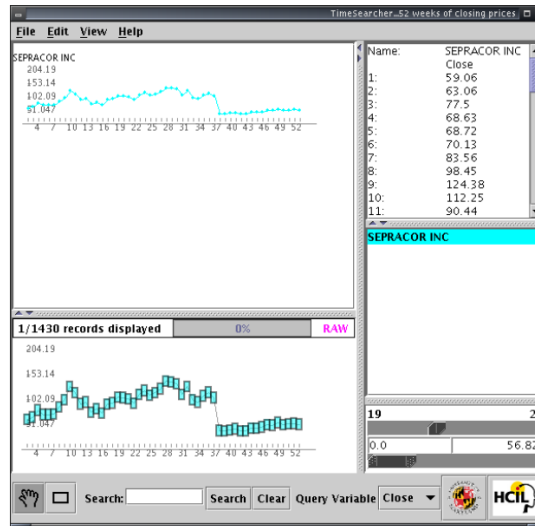 TimeSearcher...52 weeks of closing prices
File Edit View Help
SEPRACOR INC
204.19
153.14
102.09
51.047
4 7 10 13 16 19 22 25 28 31 34 37 40 43 46 49 52
Name: SEPRACOR INC
Close
1: 59.06
2: 63.06
3: 77.5
4: 68.63
5: 68.72
6: 70.13
7: 83.56
8: 98.45
9: 124.38
10: 112.25
11: 90.44
SEPRACOR INC
1/1430 records displayed 0% RAW
204.19
153.14
102.09
51.047
4 7 10 13 16 19 22 25 28 31 34 37 40 43 46 49 52
19 2
0.0 56.82
Search: Search Clear Query Variable Close
HCIL